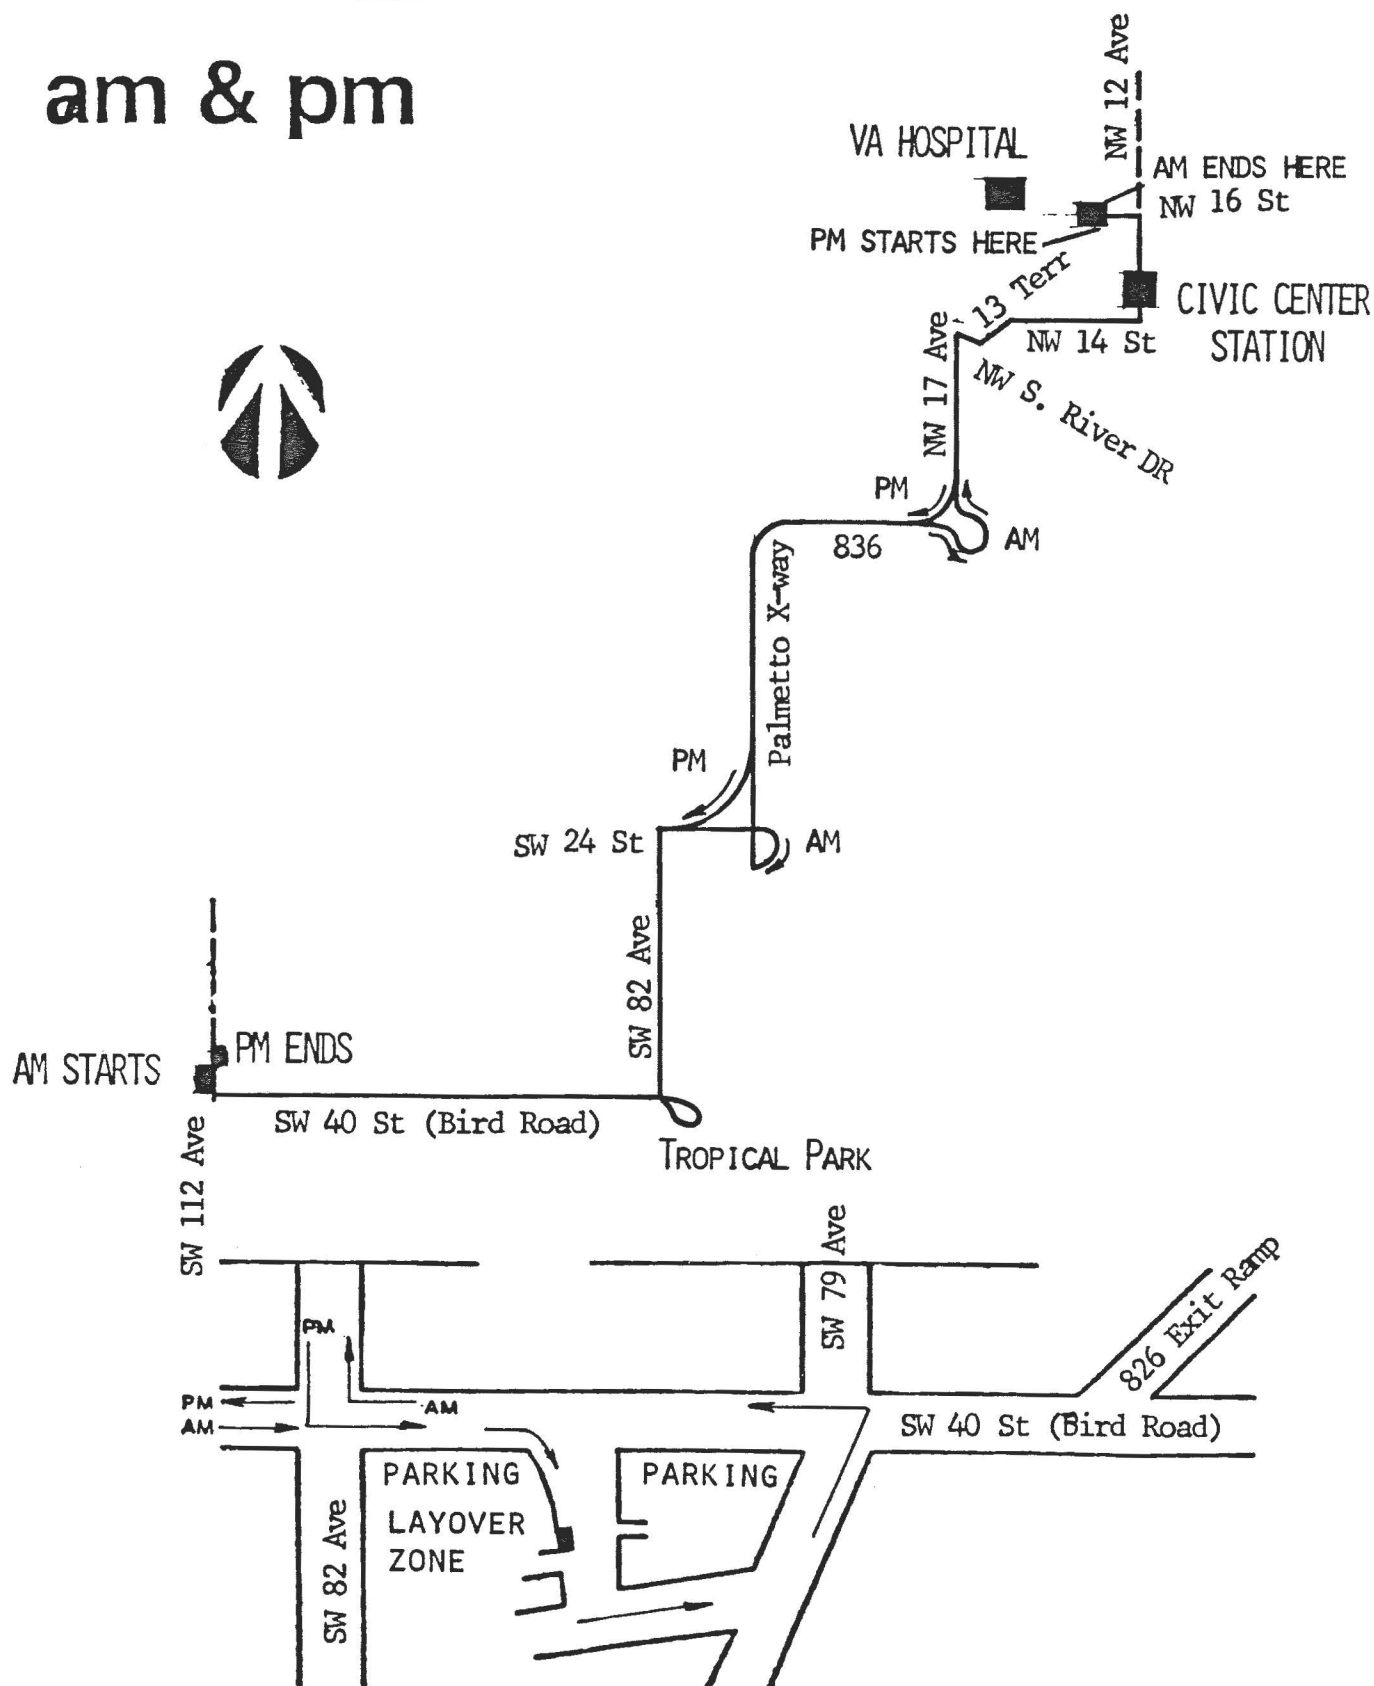 am & pm
NW 12 Ave
VA HOSPITAL
AM ENDS HERE
NW 16 St
PM STARTS HERE
13 Terr
CIVIC CENTER
STATION
NW 14 St
NW 17 Ave
NW S. River DR
PM
AM
836
Palmetto X-way
PM
SW 24 St
AM
SW 82 Ave
PM ENDS
AM STARTS
SW 40 St (Bird Road)
TROPICAL PARK
SW 112 Ave
SW 79 Ave
826 Exit Ramp
PM
PM
AM
AM
SW 40 St (Bird Road)
PARKING
PARKING
LAYOVER
ZONE
SW 82 Ave